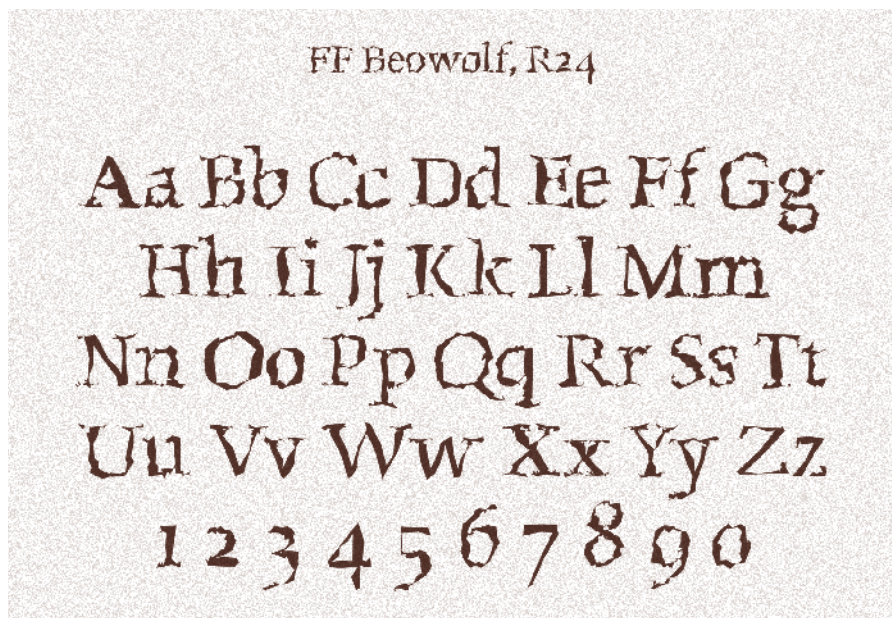 FF Beowolf, R24
Aa Bb Cc Dd Ee Ff Gg
Hh Ii Jj Kk Ll Mm
Nn Oo Pp Qq Rr Ss Tt
Uu Vv Ww Xx Yy Zz
1 2 3 4 5 6 7 8 9 0